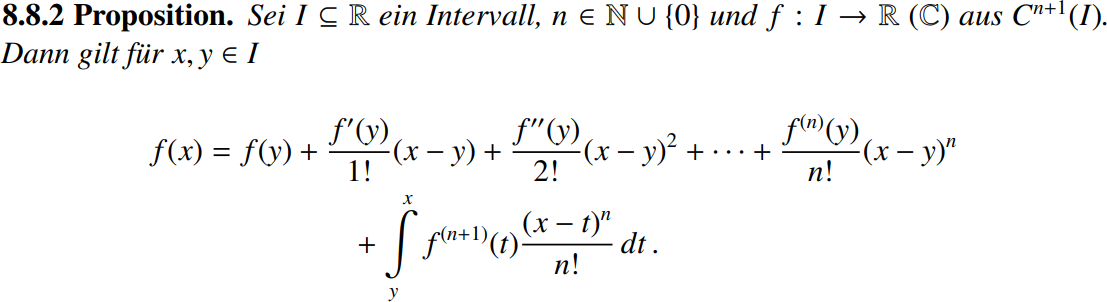 8.8.2 Proposition. Sei I ⊆ ℝ ein Intervall, n ∈ ℕ ∪ {0} und f : I → ℝ (ℂ) aus Cⁿ⁺¹(I).
Dann gilt für x, y ∈ I
f(x) = f(y) + f′(y)/1! (x − y) + f″(y)/2! (x − y)² + · · · + f⁽ⁿ⁾(y)/n! (x − y)ⁿ
+ ∫_y^x f⁽ⁿ⁺¹⁾(t) (x − t)ⁿ/n! dt .